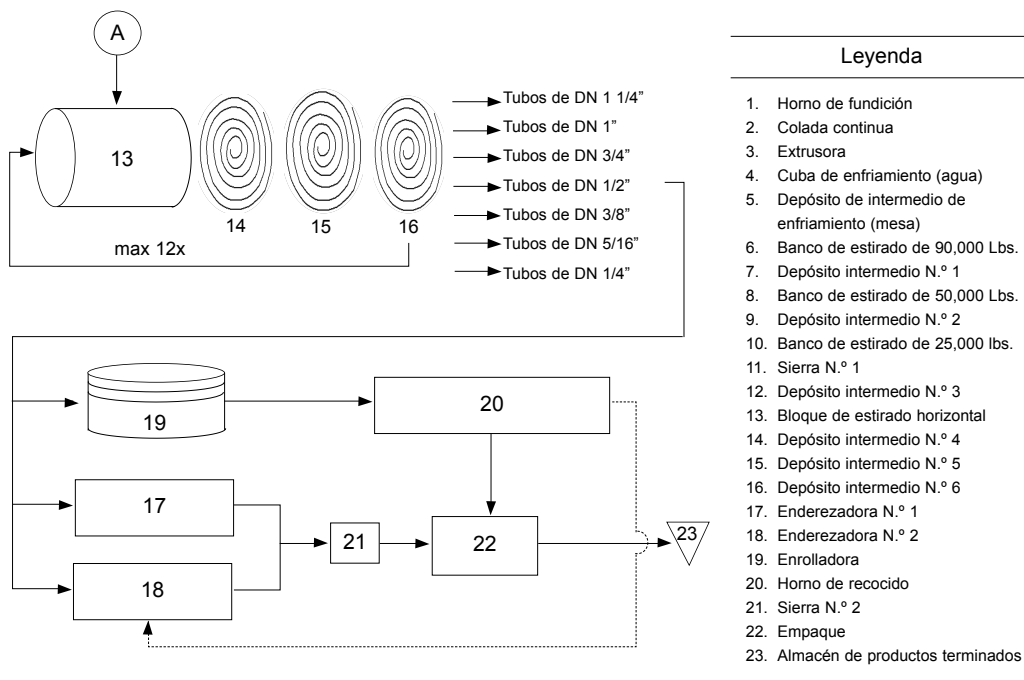 A
13
14
15
16
max 12x
Tubos de DN 1 1/4”
Tubos de DN 1”
Tubos de DN 3/4”
Tubos de DN 1/2”
Tubos de DN 3/8”
Tubos de DN 5/16”
Tubos de DN 1/4”
19
20
17
21
22
23
18
Leyenda
1. Horno de fundición
2. Colada continua
3. Extrusora
4. Cuba de enfriamiento (agua)
5. Depósito de intermedio de
enfriamiento (mesa)
6. Banco de estirado de 90,000 Lbs.
7. Depósito intermedio N.º 1
8. Banco de estirado de 50,000 Lbs.
9. Depósito intermedio N.º 2
10. Banco de estirado de 25,000 lbs.
11. Sierra N.º 1
12. Depósito intermedio N.º 3
13. Bloque de estirado horizontal
14. Depósito intermedio N.º 4
15. Depósito intermedio N.º 5
16. Depósito intermedio N.º 6
17. Enderezadora N.º 1
18. Enderezadora N.º 2
19. Enrolladora
20. Horno de recocido
21. Sierra N.º 2
22. Empaque
23. Almacén de productos terminados